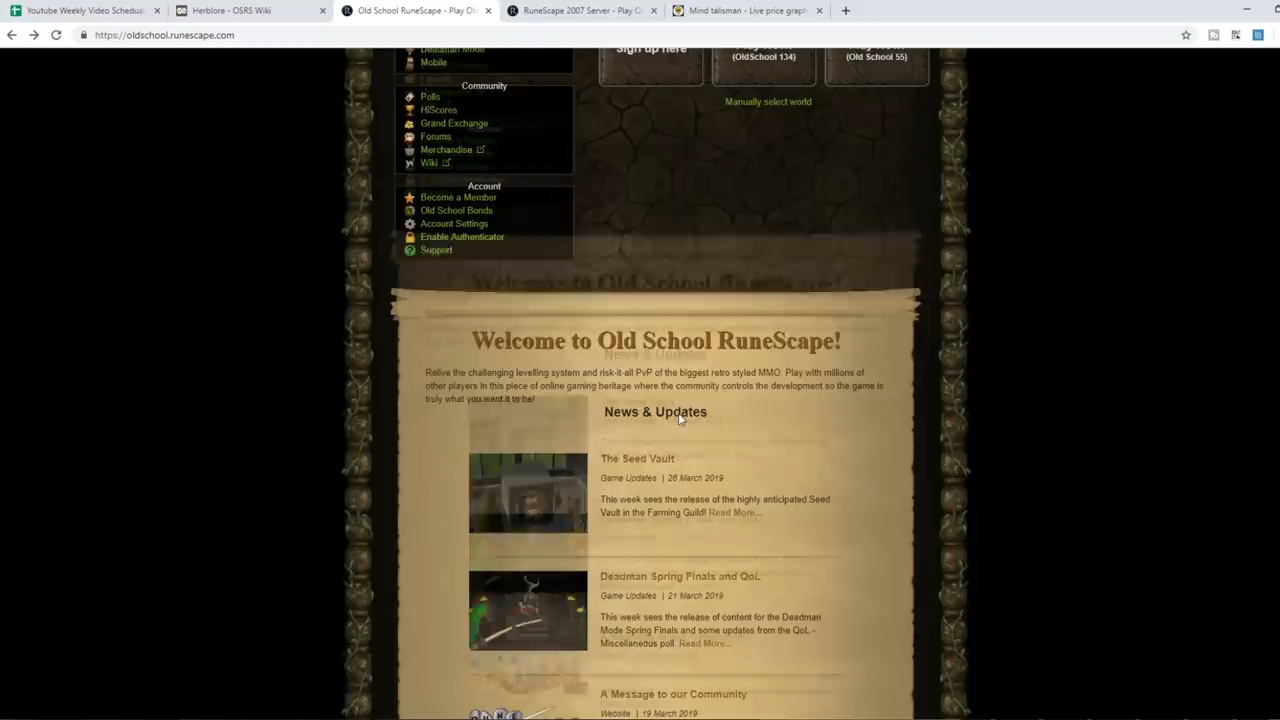 Youtube Weekly Video Schedual
Herblore - OSRS Wiki
Old School RuneScape - Play Ol
RuneScape 2007 Server - Play O
Mind talisman - Live price graph
https://oldschool.runescape.com
Deadman Mode
Mobile
Community
Polls
HiScores
Grand Exchange
Forums
Merchandise
Wiki
Account
Become a Member
Old School Bonds
Account Settings
Enable Authenticator
Support
Sign up here
(OldSchool 134)
(Old School 55)
Manually select world
Welcome to Old School RuneScape!
Relive the challenging levelling system and risk-it-all PvP of the biggest retro styled MMO. Play with millions of
other players in this piece of online gaming heritage where the community controls the development so the game is
truly what you want it to be!
News & Updates
The Seed Vault
Game Updates | 28 March 2019
This week sees the release of the highly anticipated Seed
Vault in the Farming Guild! Read More...
Deadman Spring Finals and QoL
Game Updates | 21 March 2019
This week sees the release of content for the Deadman
Mode Spring Finals and some updates from the QoL -
Miscellaneous poll. Read More...
A Message to our Community
Website | 19 March 2019